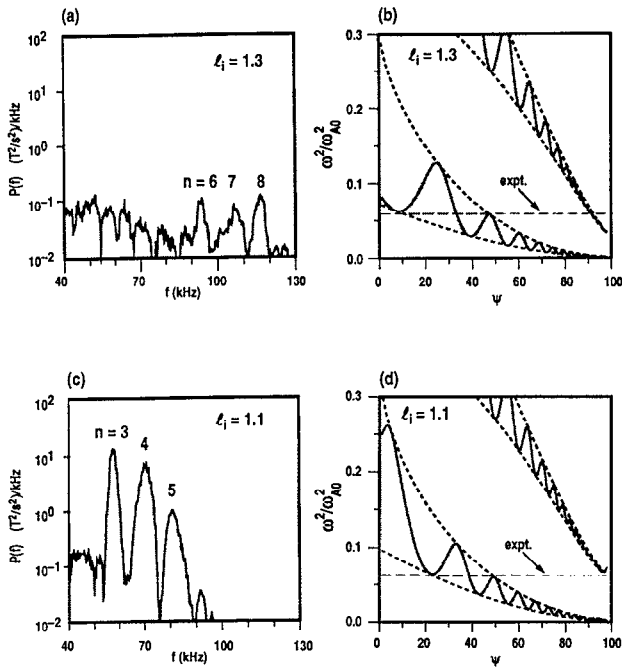 (a)
10²
10¹
10⁰
10⁻¹
10⁻²
P(f) (T²/s²)/kHz
ℓi = 1.3
n = 6 7 8
40 70 100 130
f (kHz)
(b)
0.3
0.2
0.1
0.0
ω²/ω²A0
ℓi = 1.3
expt.
0 20 40 60 80 100
ψ
(c)
10²
10¹
10⁰
10⁻¹
10⁻²
P(f) (T²/s²)/kHz
ℓi = 1.1
n = 3 4 5
40 70 100 130
f (kHz)
(d)
0.3
0.2
0.1
0.0
ω²/ω²A0
ℓi = 1.1
expt.
0 20 40 60 80 100
ψ